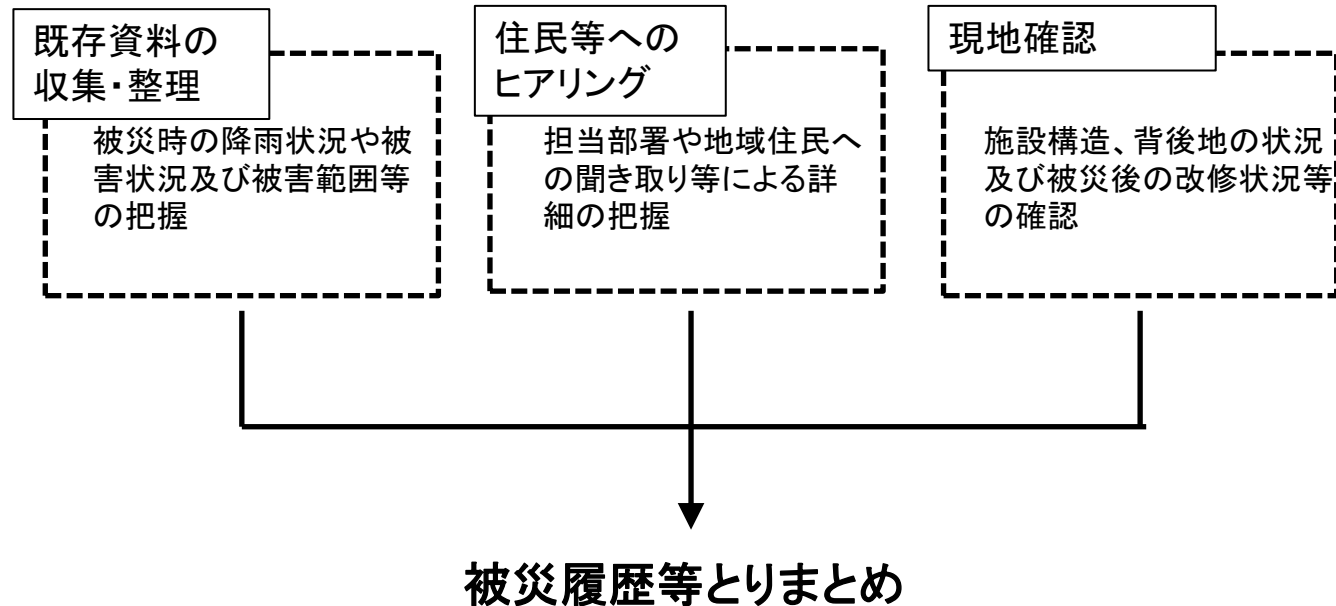 既存資料の
収集・整理
被災時の降雨状況や被
害状況及び被害範囲等
の把握
住民等への
ヒアリング
担当部署や地域住民へ
の聞き取り等による詳
細の把握
現地確認
施設構造、背後地の状況
及び被災後の改修状況等
の確認
被災履歴等とりまとめ